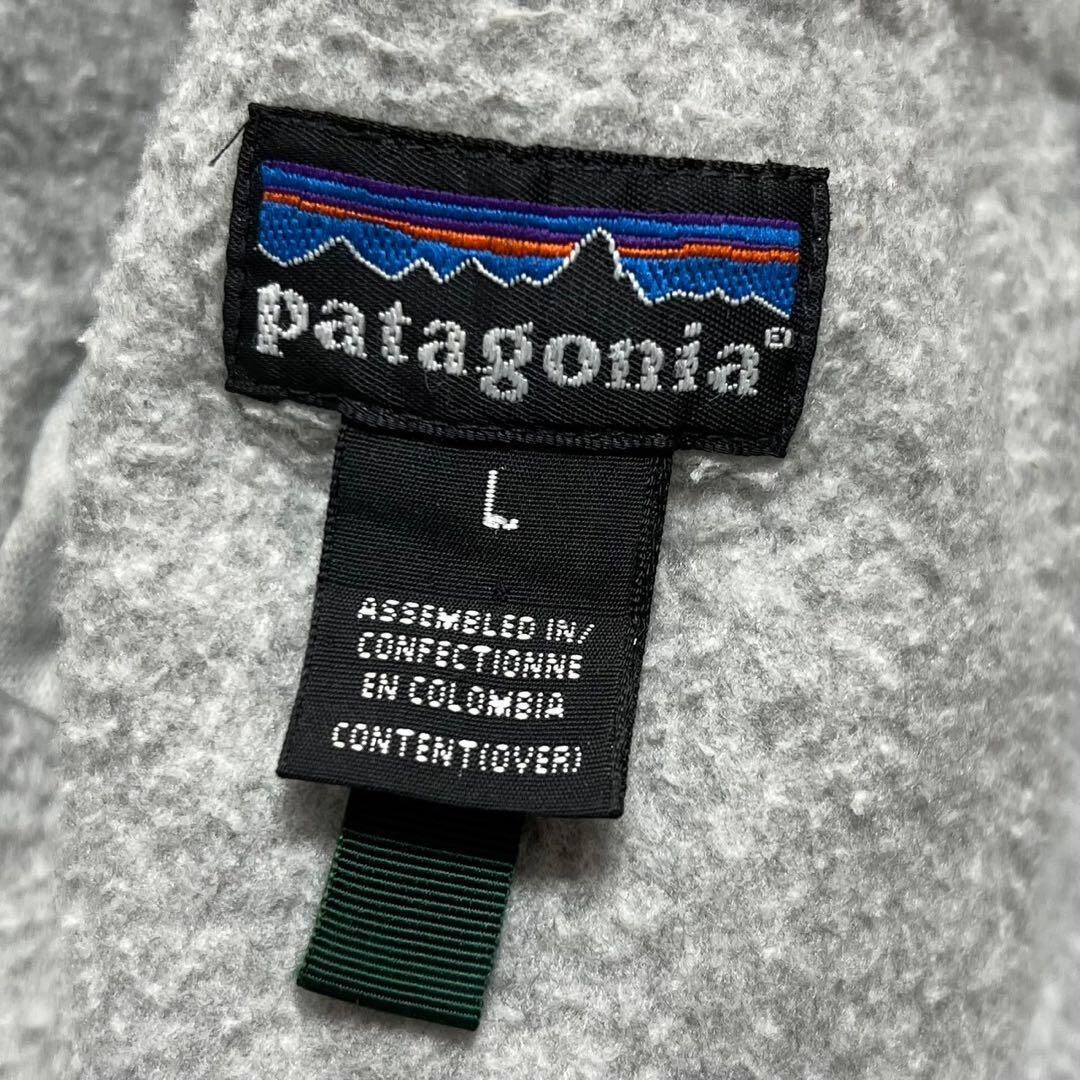 patagonia®
L
ASSEMBLED IN/
CONFECTIONNE
EN COLOMBIA
CONTENT(OVER)